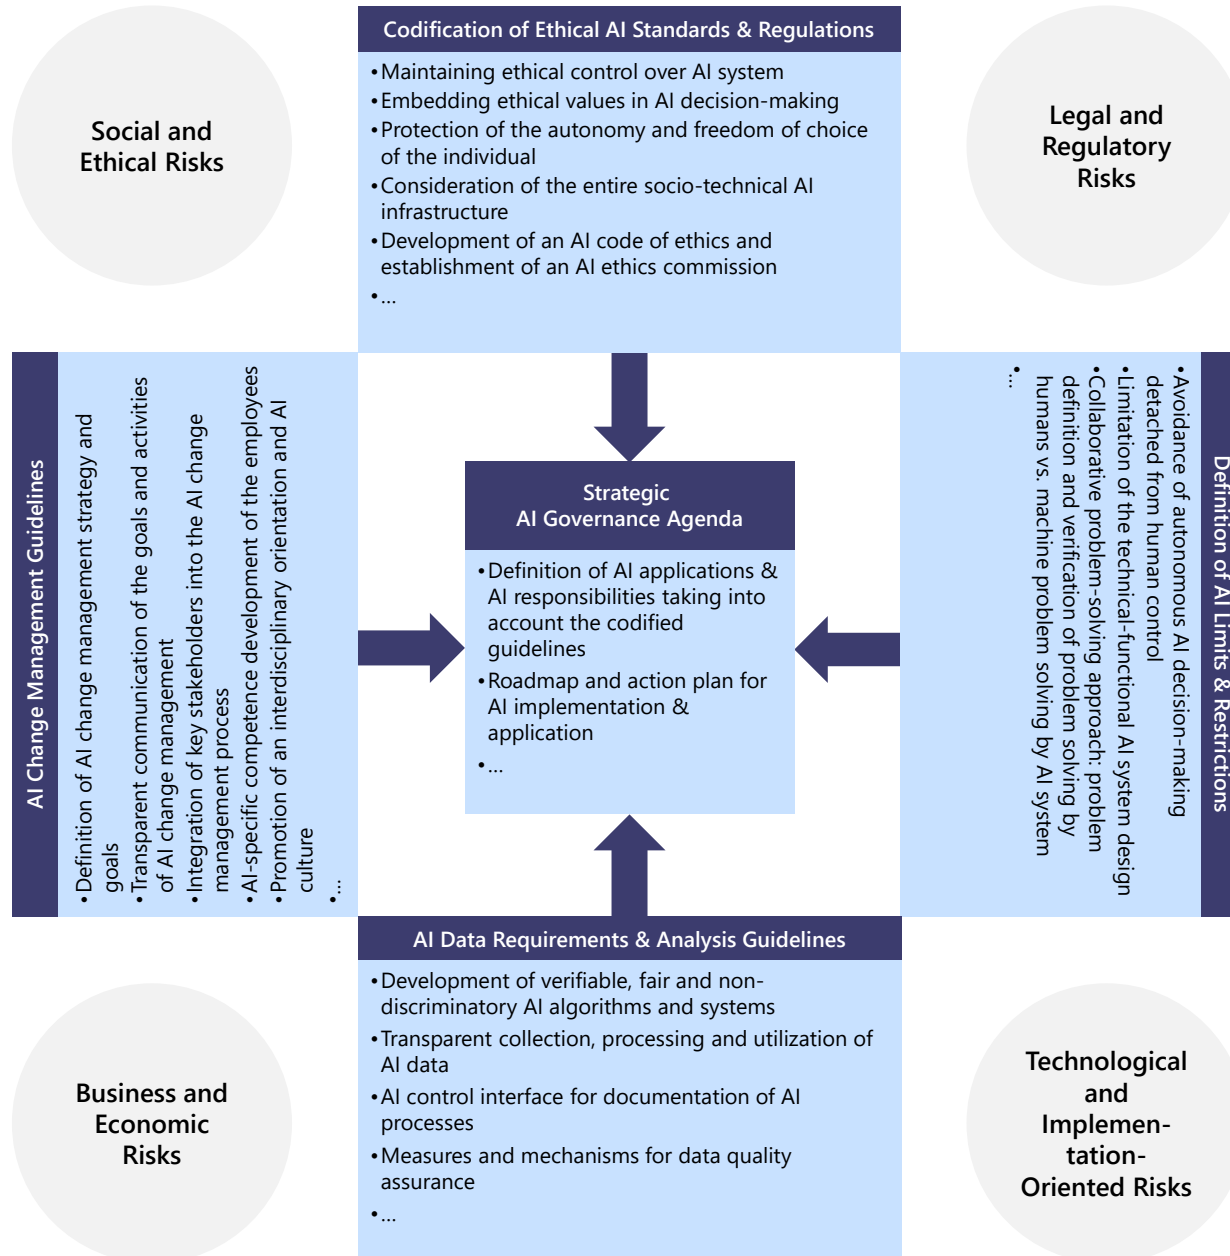 Codification of Ethical AI Standards & Regulations
•Maintaining ethical control over AI system
•Embedding ethical values in AI decision-making
•Protection of the autonomy and freedom of choice
of the individual
•Consideration of the entire socio-technical AI
infrastructure
•Development of an AI code of ethics and
establishment of an AI ethics commission
•...
Social and
Ethical Risks
Legal and
Regulatory
Risks
AI Change Management Guidelines
•Definition of AI change management strategy and
goals
•Transparent communication of the goals and activities
of AI change management
•Integration of key stakeholders into the AI change
management process
•AI-specific competence development of the employees
•Promotion of an interdisciplinary orientation and AI
culture
•...
Strategic
AI Governance Agenda
•Definition of AI applications &
AI responsibilities taking into
account the codified
guidelines
•Roadmap and action plan for
AI implementation &
application
•...
Definition of AI Limits & Restrictions
•Avoidance of autonomous AI decision-making
detached from human control
•Limitation of the technical-functional AI system design
•Collaborative problem-solving approach: problem
definition and verification of problem solving by
humans vs. machine problem solving by AI system
•...
AI Data Requirements & Analysis Guidelines
•Development of verifiable, fair and non-
discriminatory AI algorithms and systems
•Transparent collection, processing and utilization of
AI data
•AI control interface for documentation of AI
processes
•Measures and mechanisms for data quality
assurance
•...
Business and
Economic
Risks
Technological
and
Implemen-
tation-
Oriented Risks